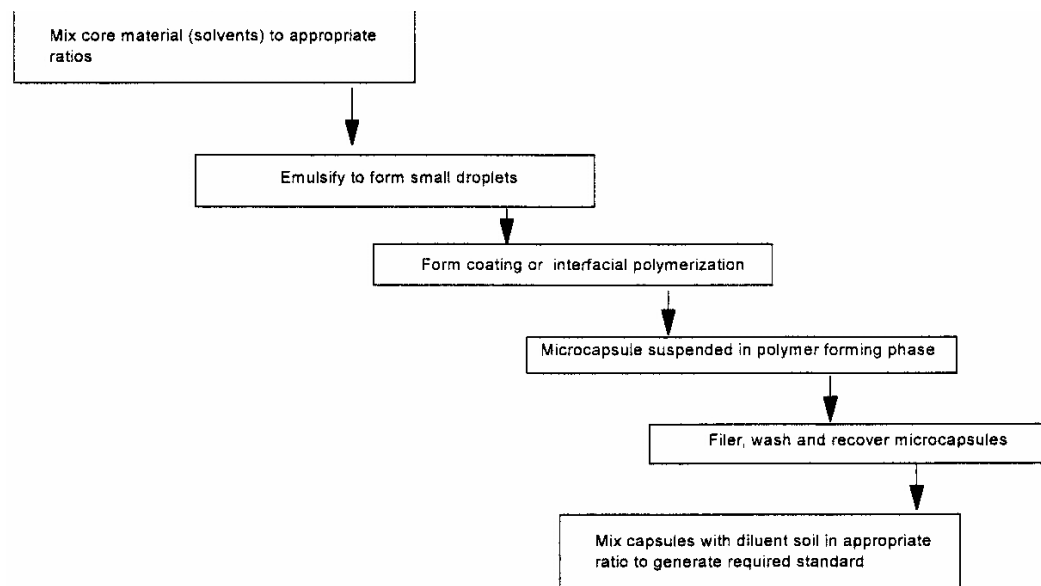 Mix core material (solvents) to appropriate
ratios
Emulsify to form small droplets
Form coating or interfacial polymerization
Microcapsule suspended in polymer forming phase
Filer, wash and recover microcapsules
Mix capsules with diluent soil in appropriate
ratio to generate required standard